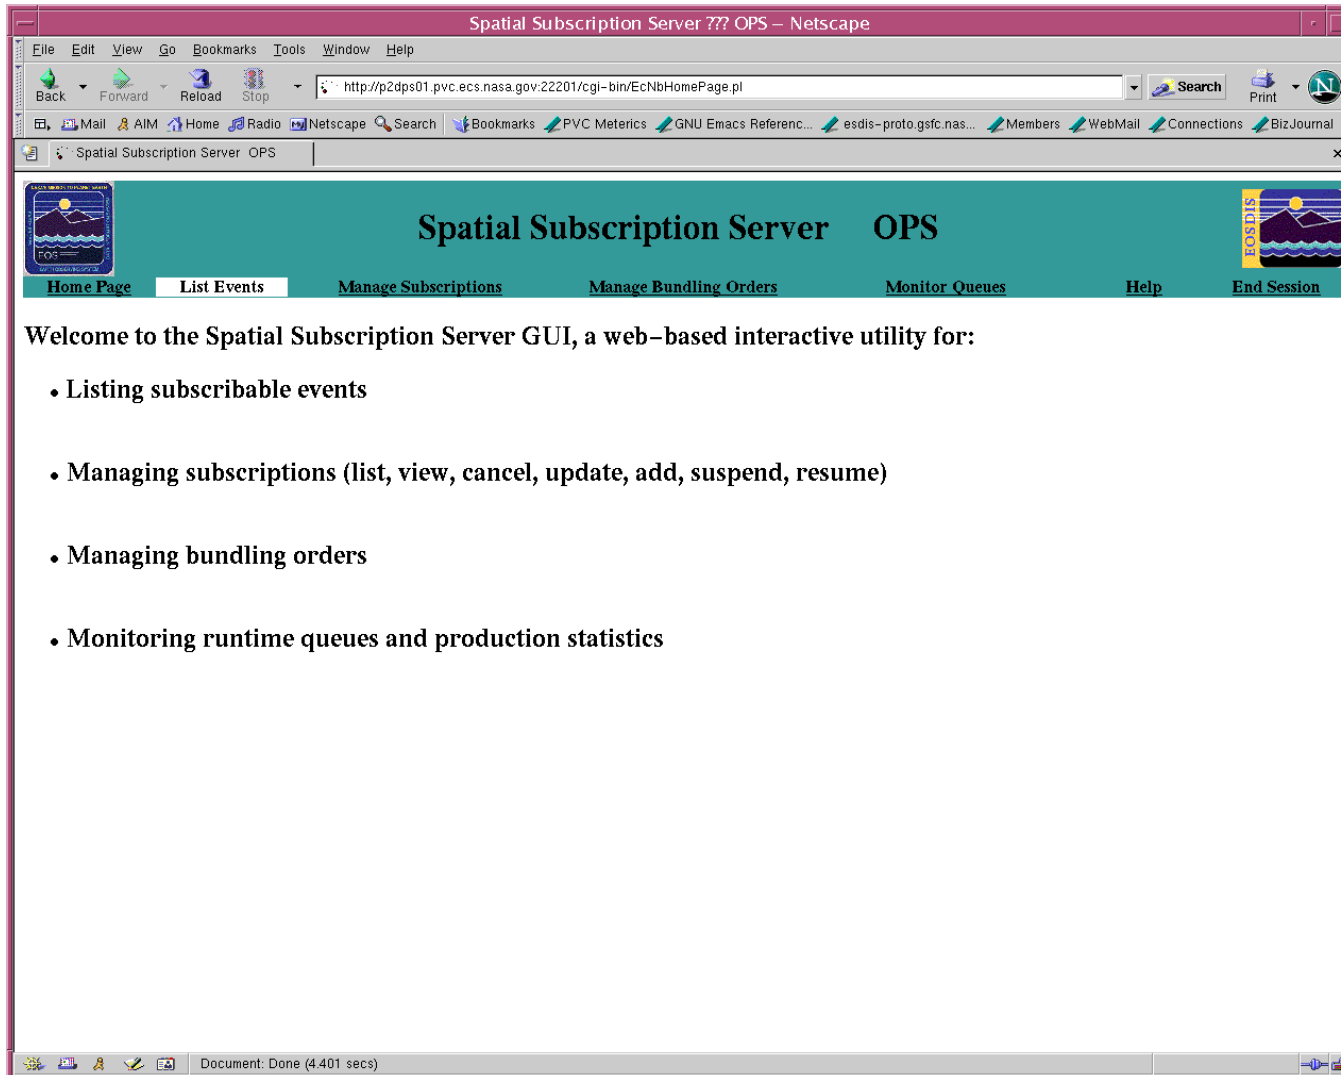 Spatial Subscription Server ??? OPS – Netscape
File Edit View Go Bookmarks Tools Window Help
Back Forward Reload Stop http://p2dps01.pvc.ecs.nasa.gov:22201/cgi-bin/EcNbHomePage.pl Search Print N
Mail AIM Home Radio Netscape Search Bookmarks PVC Meterics GNU Emacs Referenc... esdis-proto.gsfc.nas... Members WebMail Connections BizJournal
Spatial Subscription Server OPS
EOS
Spatial Subscription Server OPS
EOSDIS
Home Page List Events Manage Subscriptions Manage Bundling Orders Monitor Queues Help End Session
Welcome to the Spatial Subscription Server GUI, a web-based interactive utility for:
• Listing subscribable events
• Managing subscriptions (list, view, cancel, update, add, suspend, resume)
• Managing bundling orders
• Monitoring runtime queues and production statistics
Document: Done (4.401 secs)